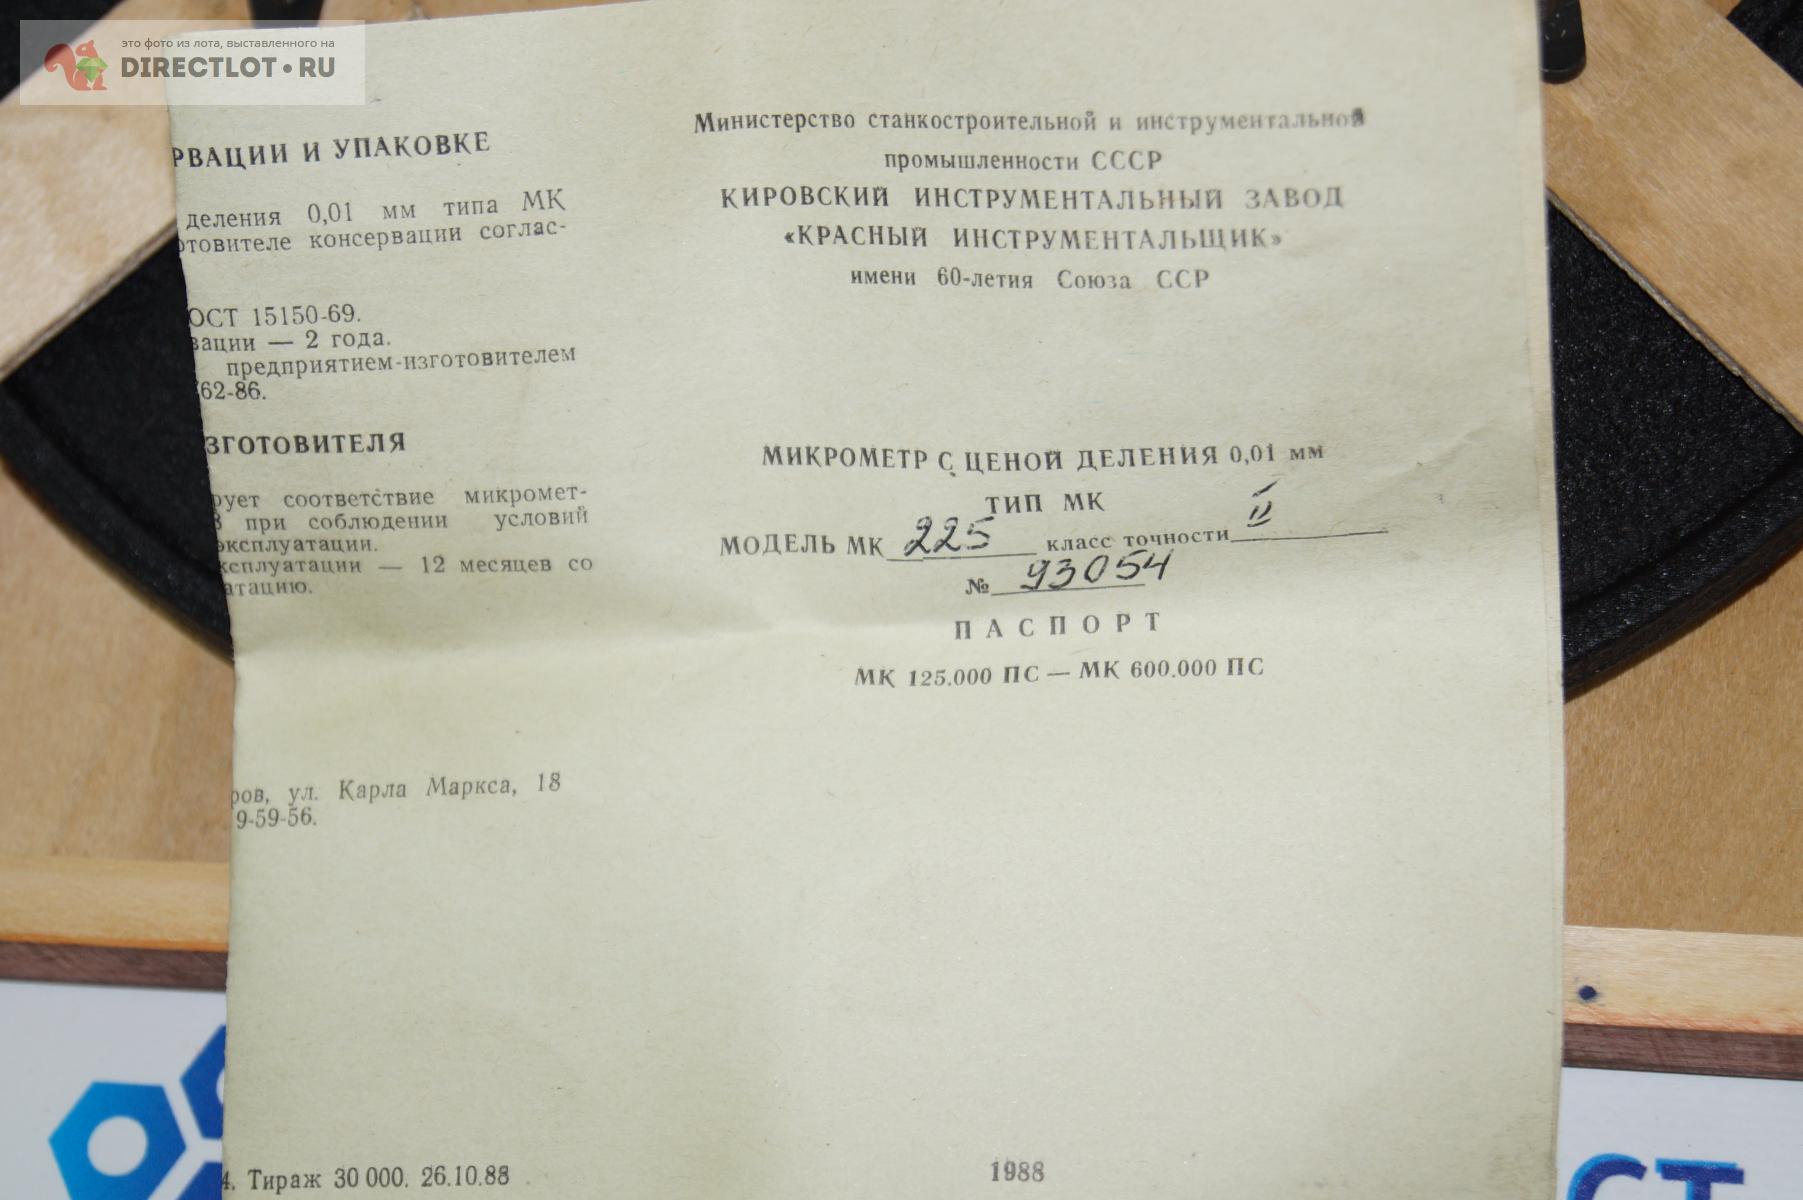 это фото из лота, выставленного на
DIRECTLOT•RU
РВАЦИИ И УПАКОВКЕ
деления 0,01 мм типа МК
отовителе консервации соглас-
ОСТ 15150-69.
вации — 2 года.
предприятием-изготовителем
62-86.
ЗГОТОВИТЕЛЯ
рует соответствие микромет-
при соблюдении условий
эксплуатации.
ксплуатации — 12 месяцев со
атацию.
ров, ул. Карла Маркса, 18
9-59-56.
4. Тираж 30 000. 26.10.88
Министерство станкостроительной и инструментальной
промышленности СССР
КИРОВСКИЙ ИНСТРУМЕНТАЛЬНЫЙ ЗАВОД
«КРАСНЫЙ ИНСТРУМЕНТАЛЬЩИК»
имени 60-летия Союза ССР
МИКРОМЕТР С ЦЕНОЙ ДЕЛЕНИЯ 0,01 мм
ТИП МК
МОДЕЛЬ МК 225 класс точности II
№ 93054
ПАСПОРТ
МК 125.000 ПС — МК 600.000 ПС
1988
СТ